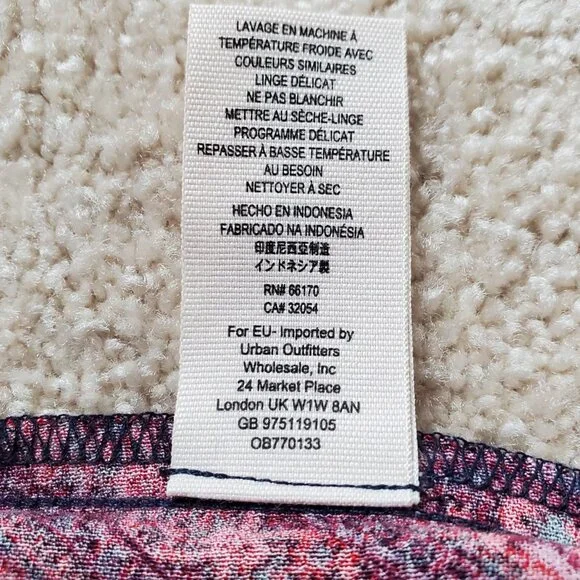 LAVAGE EN MACHINE À
TEMPÉRATURE FROIDE AVEC
COULEURS SIMILAIRES
LINGE DÉLICAT
NE PAS BLANCHIR
METTRE AU SÈCHE-LINGE
PROGRAMME DÉLICAT
REPASSER À BASSE TEMPÉRATURE
AU BESOIN
NETTOYER À SEC
HECHO EN INDONESIA
FABRICADO NA INDONÉSIA
印度尼西亞制造
インドネシア製
RN# 66170
CA# 32054
For EU- Imported by
Urban Outfitters
Wholesale, Inc
24 Market Place
London UK W1W 8AN
GB 975119105
OB770133